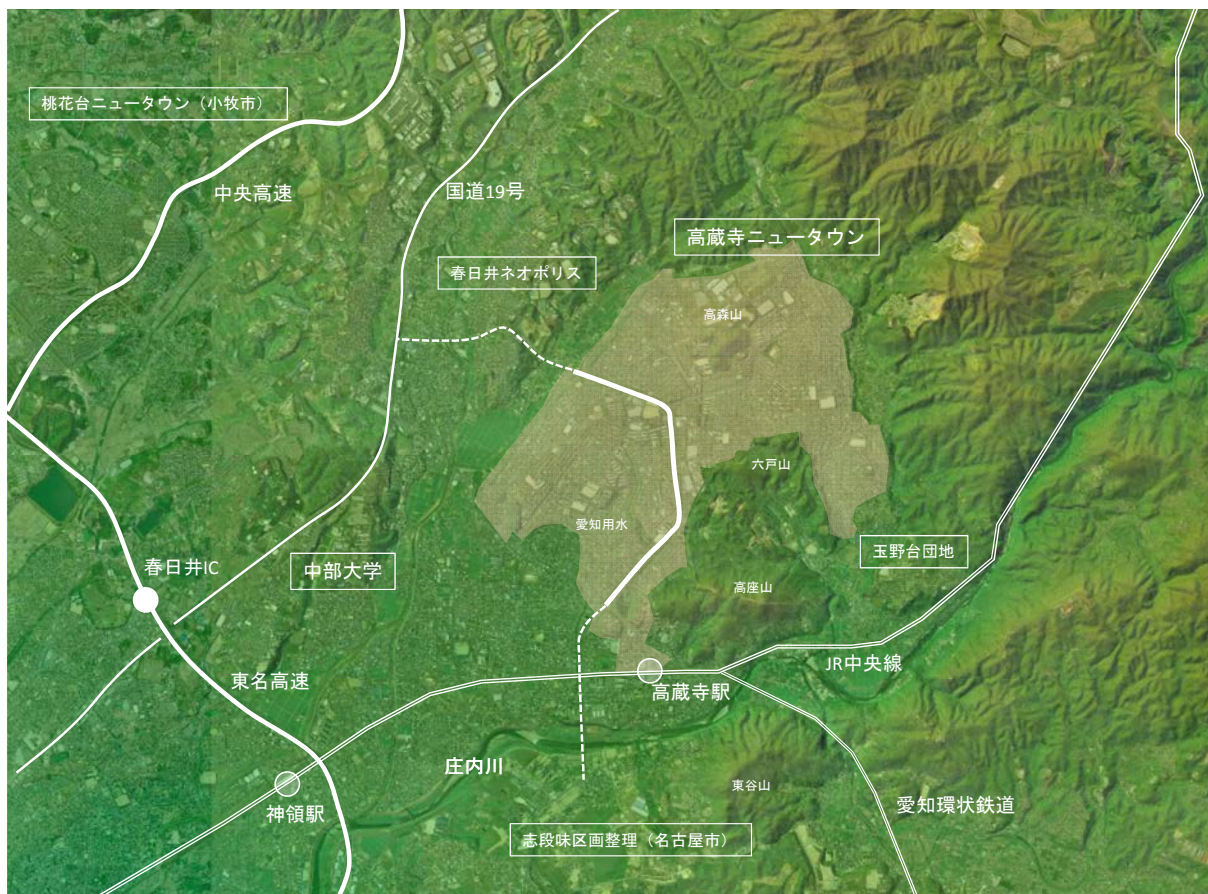 桃花台ニュータウン（小牧市）
中央高速
国道19号
高蔵寺ニュータウン
春日井ネオポリス
高森山
六戸山
愛知用水
玉野台団地
春日井IC
中部大学
高座山
JR中央線
東名高速
高蔵寺駅
庄内川
東谷山
神領駅
愛知環状鉄道
志段味区画整理（名古屋市）